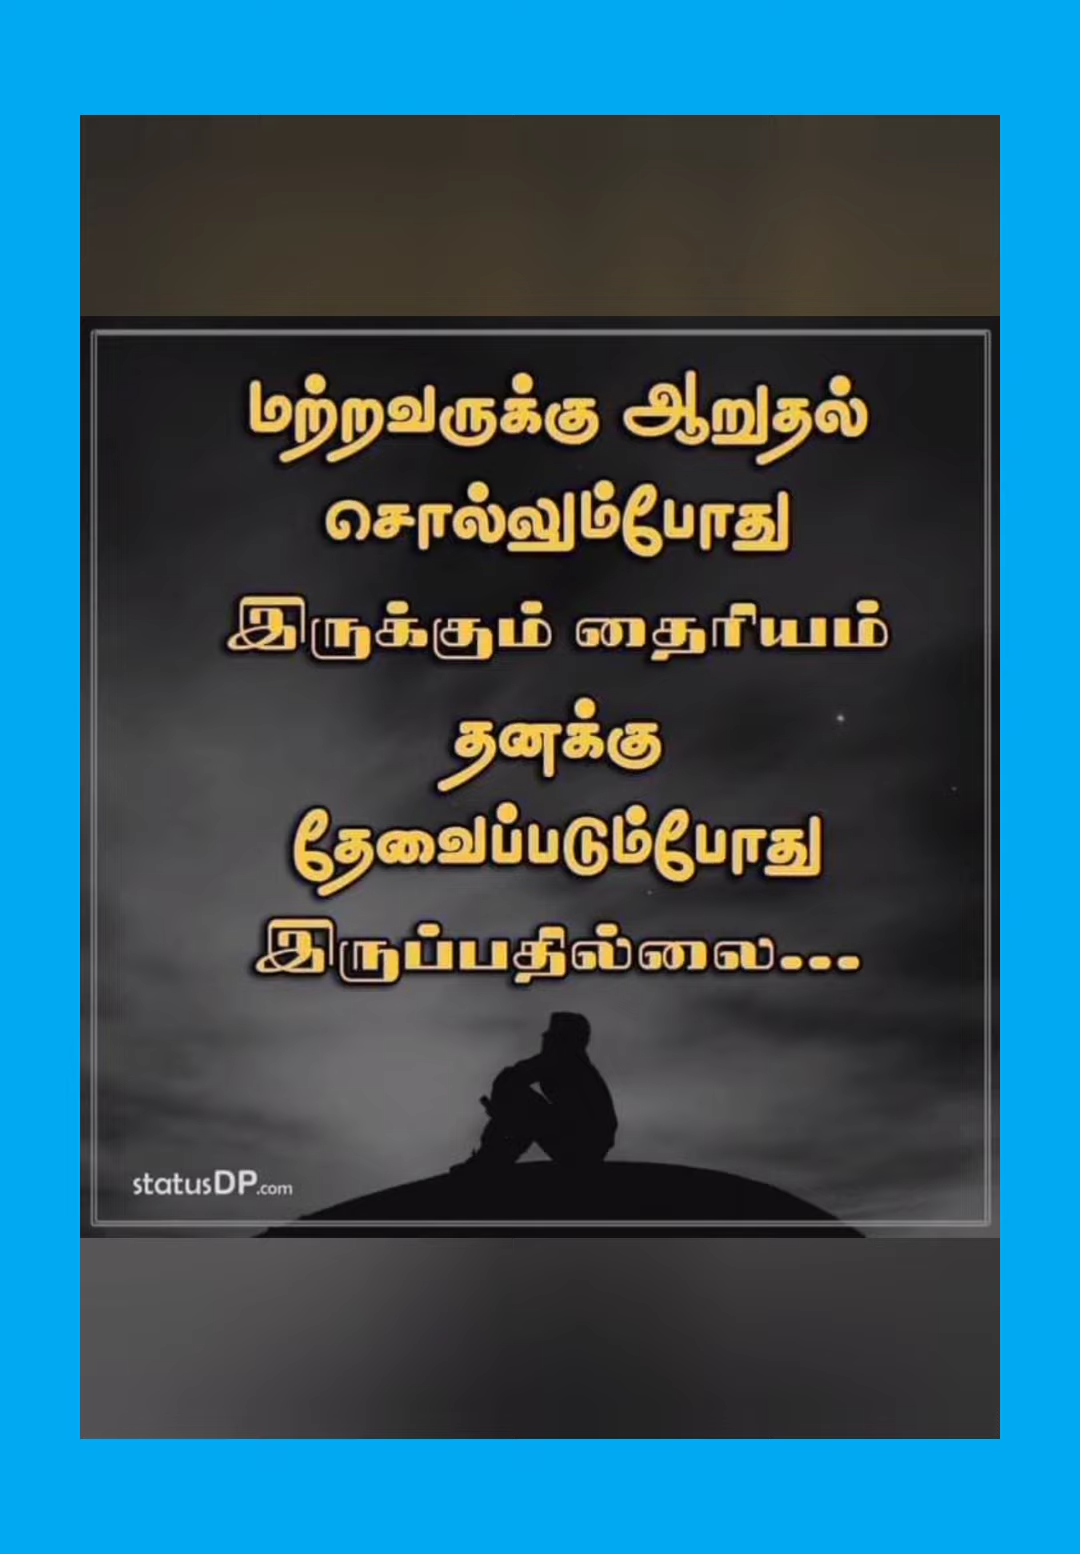 மற்றவருக்கு ஆறுதல்
சொல்லும்போது
இருக்கும் தைரியம்
தனக்கு
தேவைப்படும்போது
இருப்பதில்லை...
statusDP.com